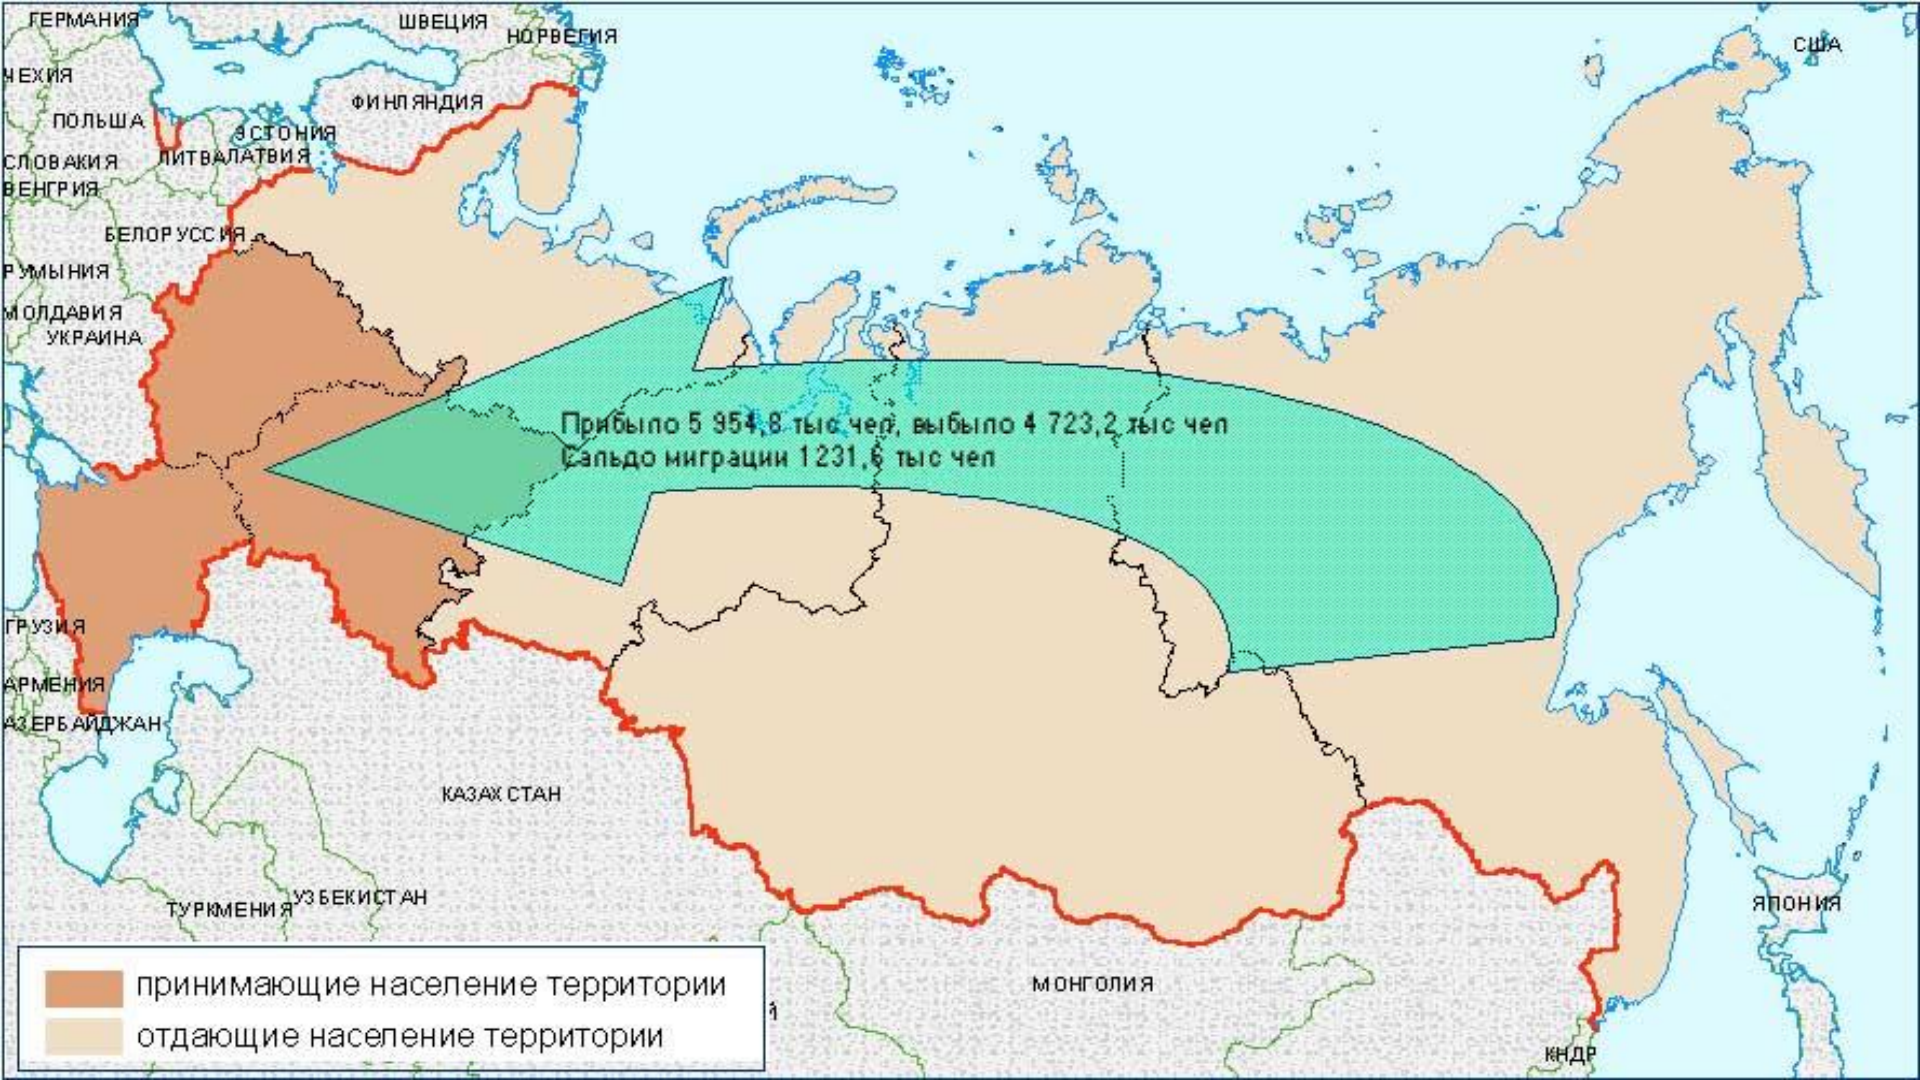 ГЕРМАНИЯ
ШВЕЦИЯ
НОРВЕГИЯ
США
ЧЕХИЯ
ФИНЛЯНДИЯ
ПОЛЬША
ЭСТОНИЯ
СЛОВАКИЯ
ЛИТВА
ЛАТВИЯ
ВЕНГРИЯ
БЕЛОРУССИЯ
РУМЫНИЯ
МОЛДАВИЯ
УКРАИНА
Прибыло 5 954,8 тыс чел, выбыло 4 723,2 тыс чел
Сальдо миграции 1231,6 тыс чел
ГРУЗИЯ
АРМЕНИЯ
АЗЕРБАЙДЖАН
КАЗАХСТАН
УЗБЕКИСТАН
ТУРКМЕНИЯ
ЯПОНИЯ
МОНГОЛИЯ
КНДР
принимающие население территории
отдающие население территории